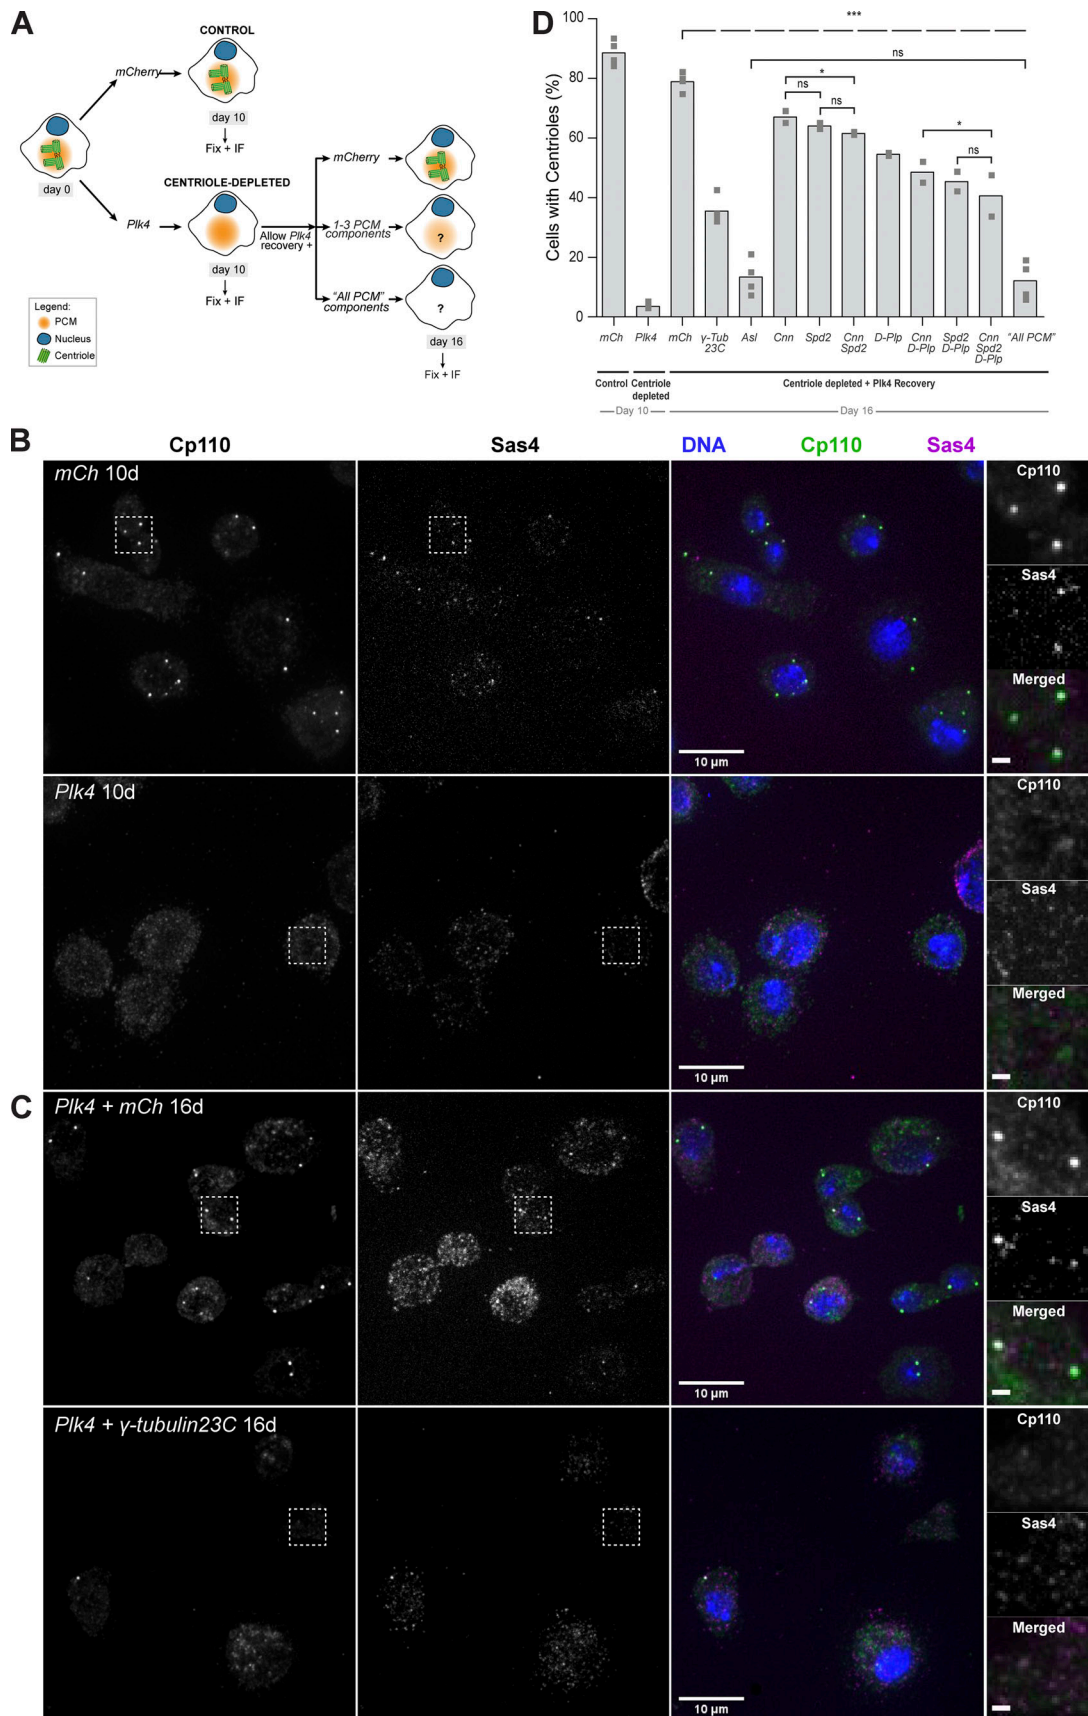 A
CONTROL
mCherry
day 10
Fix + IF
day 0
CENTRIOLE-DEPLETED
Plk4
Allow Plk4
recovery +
day 10
Fix + IF
mCherry
1-3 PCM
components
?
"All PCM"
components
?
day 16
Fix + IF
Legend:
PCM
Nucleus
Centriole
D
Cells with Centrioles (%)
100
80
60
40
20
0
***
ns
*
ns
ns
*
ns
mCh
Plk4
mCh
γ-Tub
23C
Asl
Cnn
Spd2
Cnn
Spd2
D-Plp
Cnn
D-Plp
Spd2
D-Plp
Cnn
Spd2
D-Plp
"All PCM"
Control
Centriole
depleted
Centriole depleted + Plk4 Recovery
Day 10
Day 16
B
Cp110
Sas4
DNA
Cp110
Sas4
mCh 10d
10 µm
Cp110
Sas4
Merged
Plk4 10d
10 µm
Cp110
Sas4
Merged
C
Plk4 + mCh 16d
10 µm
Cp110
Sas4
Merged
Plk4 + γ-tubulin23C 16d
10 µm
Cp110
Sas4
Merged